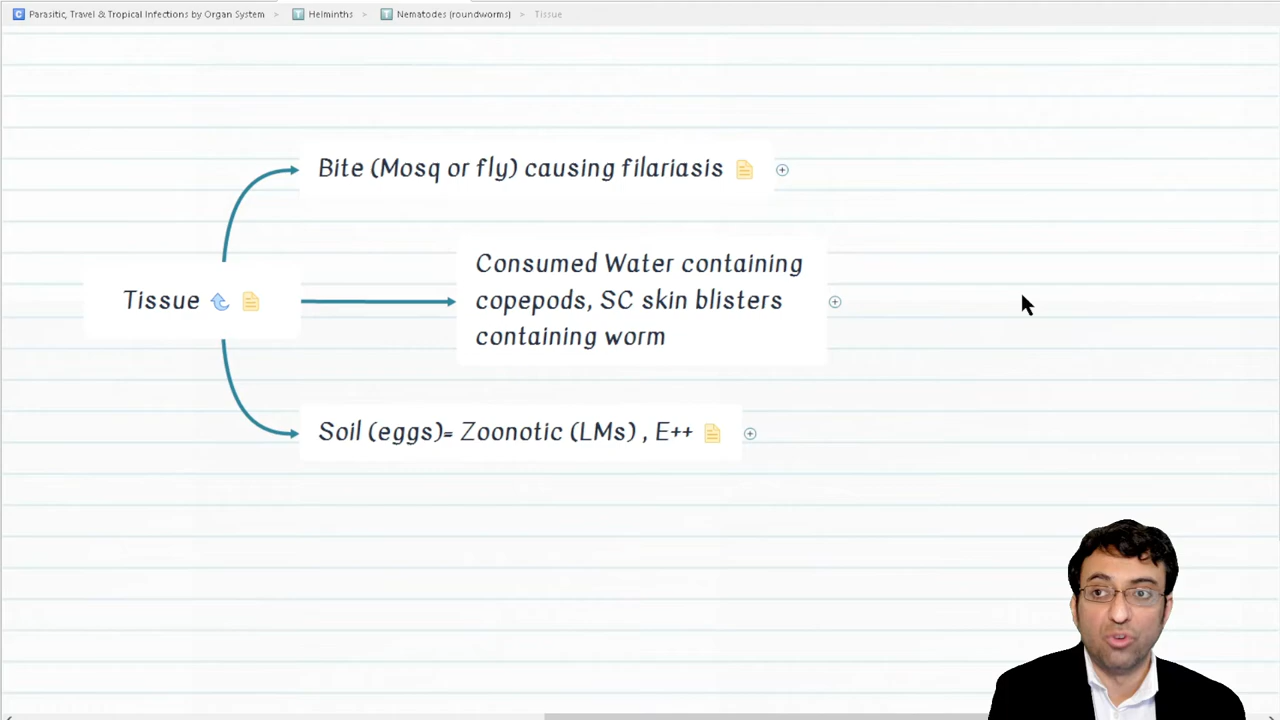 Parasitic, Travel & Tropical Infections by Organ System > Helminths > Nematodes (roundworms) > Tissue
Bite (Mosq or fly) causing filariasis
Tissue
Consumed Water containing
copepods, SC skin blisters
containing worm
Soil (eggs)= Zoonotic (LMs) , E++